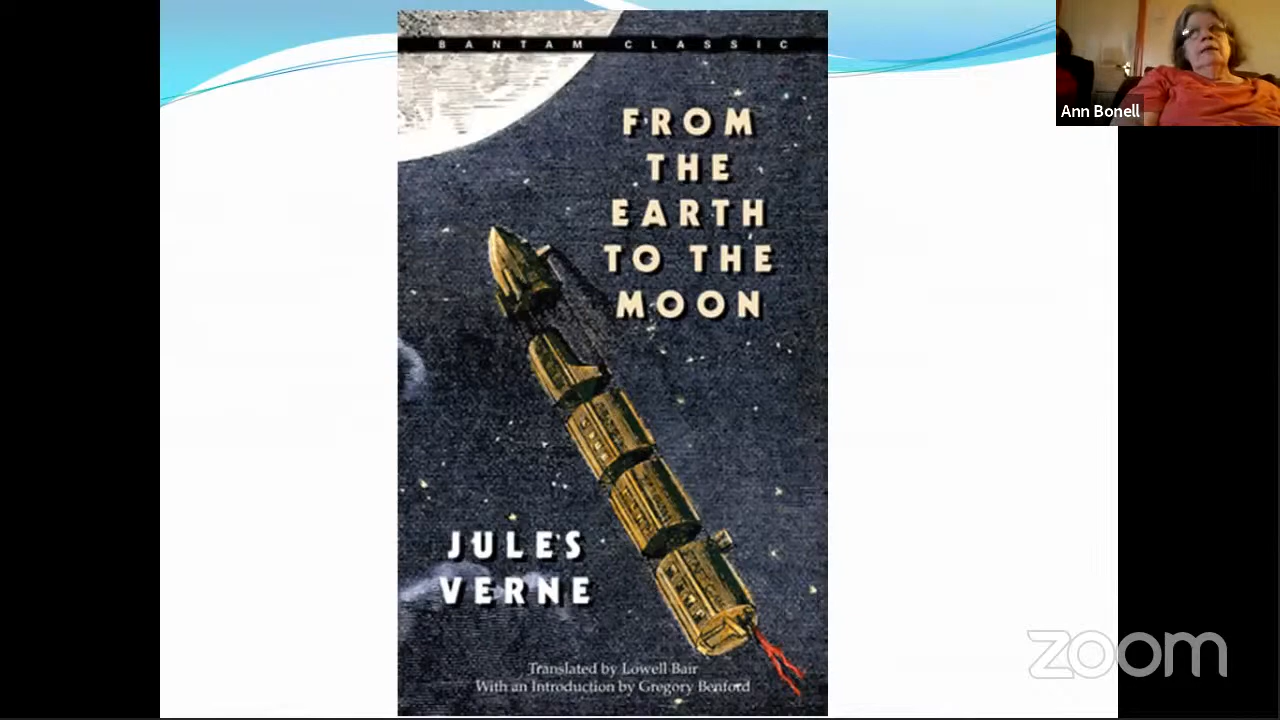 BANTAM CLASSIC
FROM
THE
EARTH
TO THE
MOON
JULES
VERNE
Translated by Lowell Bair
With an Introduction by Gregory Benford
Ann Bonell
zoom